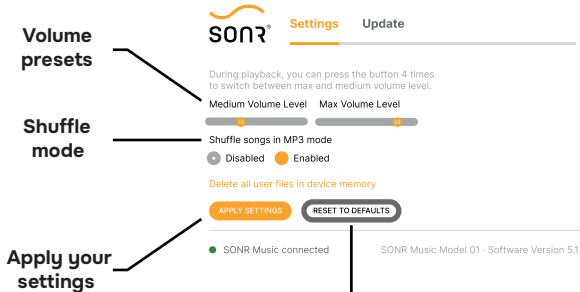 SONR®
Settings Update
Volume
presets
During playback, you can press the button 4 times
to switch between max and medium volume level.
Medium Volume Level Max Volume Level
Shuffle
mode
Shuffle songs in MP3 mode
Disabled Enabled
Delete all user files in device memory
APPLY SETTINGS RESET TO DEFAULTS
Apply your
settings
SONR Music connected SONR Music Model 01 - Software Version 5.1